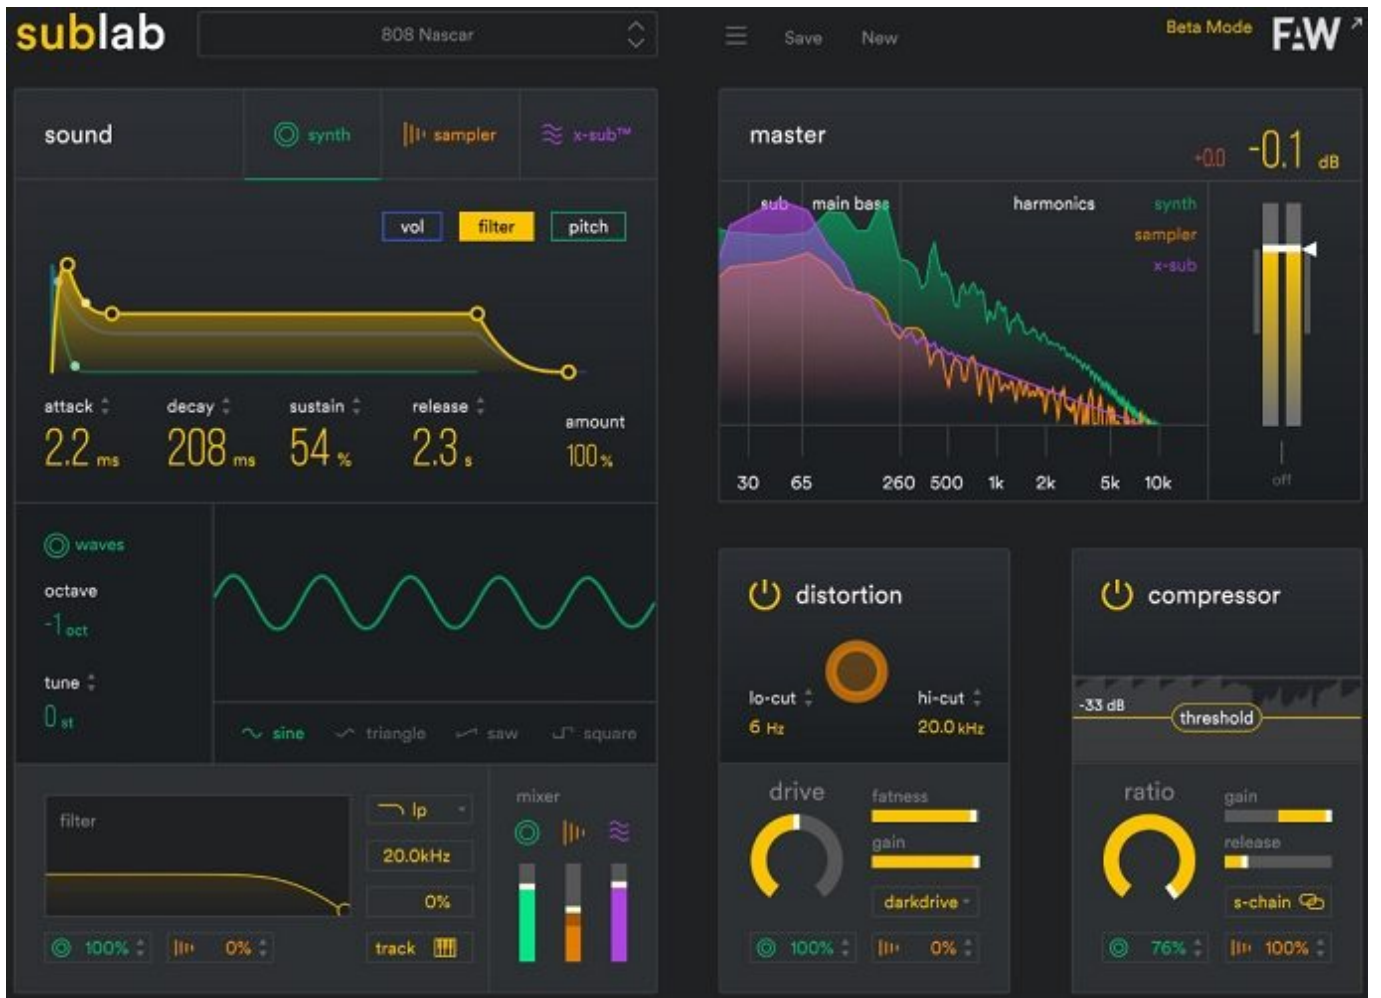 sublab
808 Nascar
Save
New
Beta Mode
FAW
sound
synth
sampler
x-sub™
vol
filter
pitch
attack
decay
sustain
release
amount
2.2 ms
208 ms
54 %
2.3 s
100 %
master
+0.0
-0.1 dB
sub
main bass
harmonics
synth
sampler
x-sub
30
65
260
500
1k
2k
5k
10k
off
waves
octave
-1 oct
tune
0 st
sine
triangle
saw
square
filter
lp
20.0kHz
0%
100%
0%
track
mixer
distortion
lo-cut
hi-cut
6 Hz
20.0 kHz
drive
fatness
gain
darkdrive
100%
0%
compressor
-33 dB
threshold
ratio
gain
release
s-chain
76%
100%